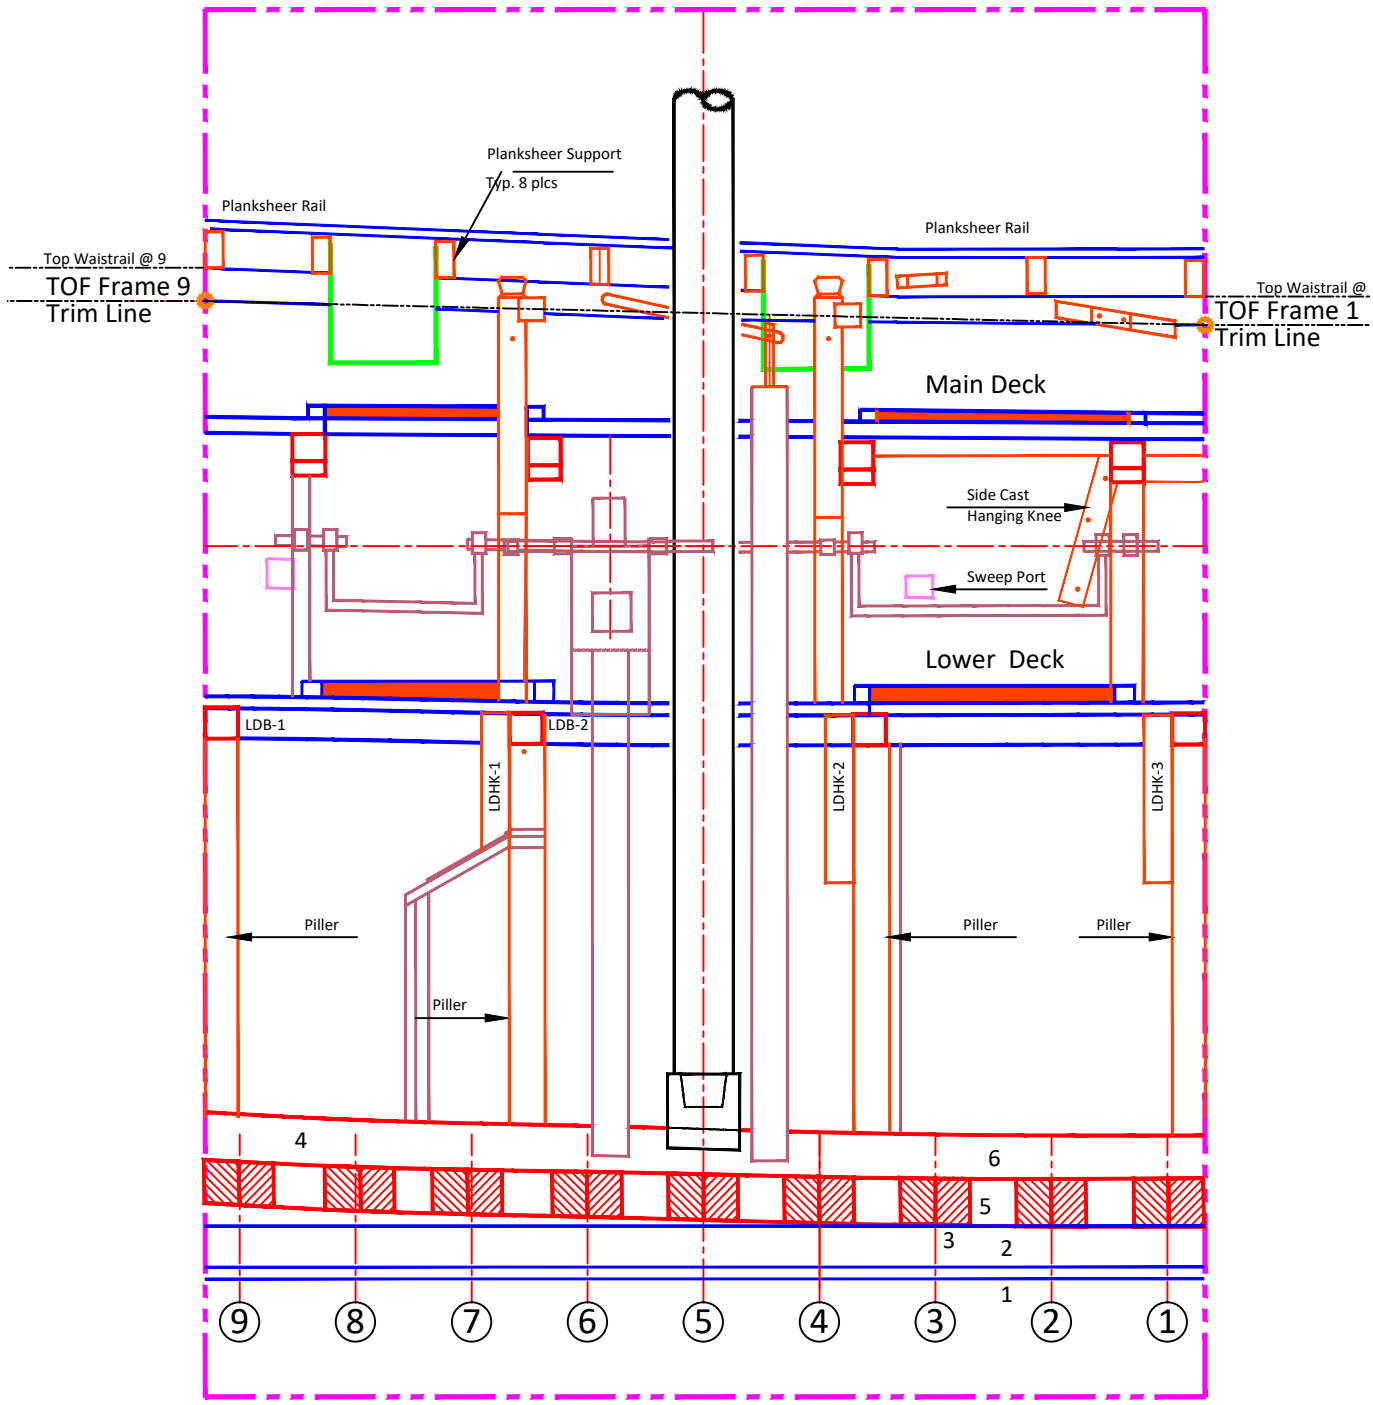 Planksheer Support
Typ. 8 plcs
Planksheer Rail
Planksheer Rail
Top Waistrail @ 9
TOF Frame 9
Trim Line
Top Waistrail @
TOF Frame 1
Trim Line
Main Deck
Side Cast
Hanging Knee
Sweep Port
Lower Deck
LDB-1
LDB-2
LDHK-1
LDHK-2
LDHK-3
Piller
Piller
Piller
Piller
4
6
5
3
2
1
9 8 7 6 5 4 3 2 1